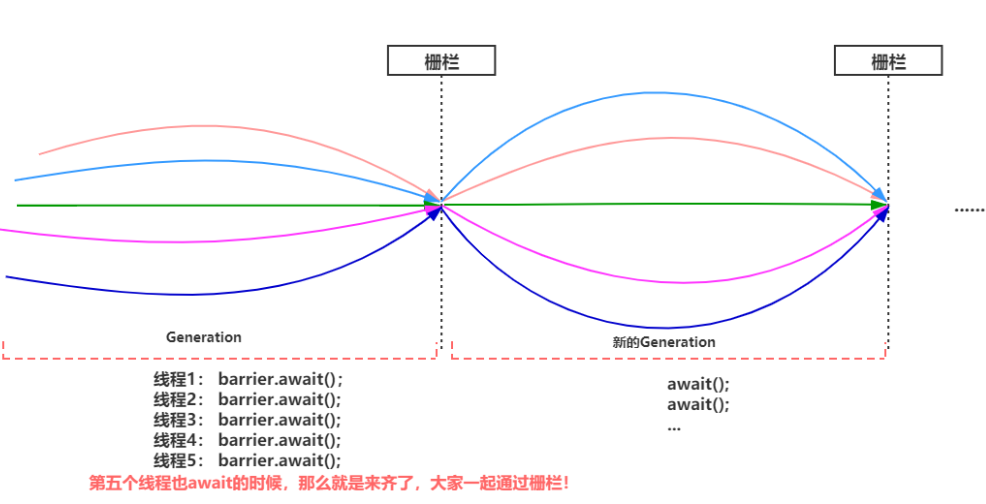 栅栏
栅栏
......
Generation
新的Generation
线程1： barrier.await();
线程2： barrier.await();
线程3： barrier.await();
线程4： barrier.await();
线程5： barrier.await();
await();
await();
...
第五个线程也await的时候，那么就是来齐了，大家一起通过栅栏！